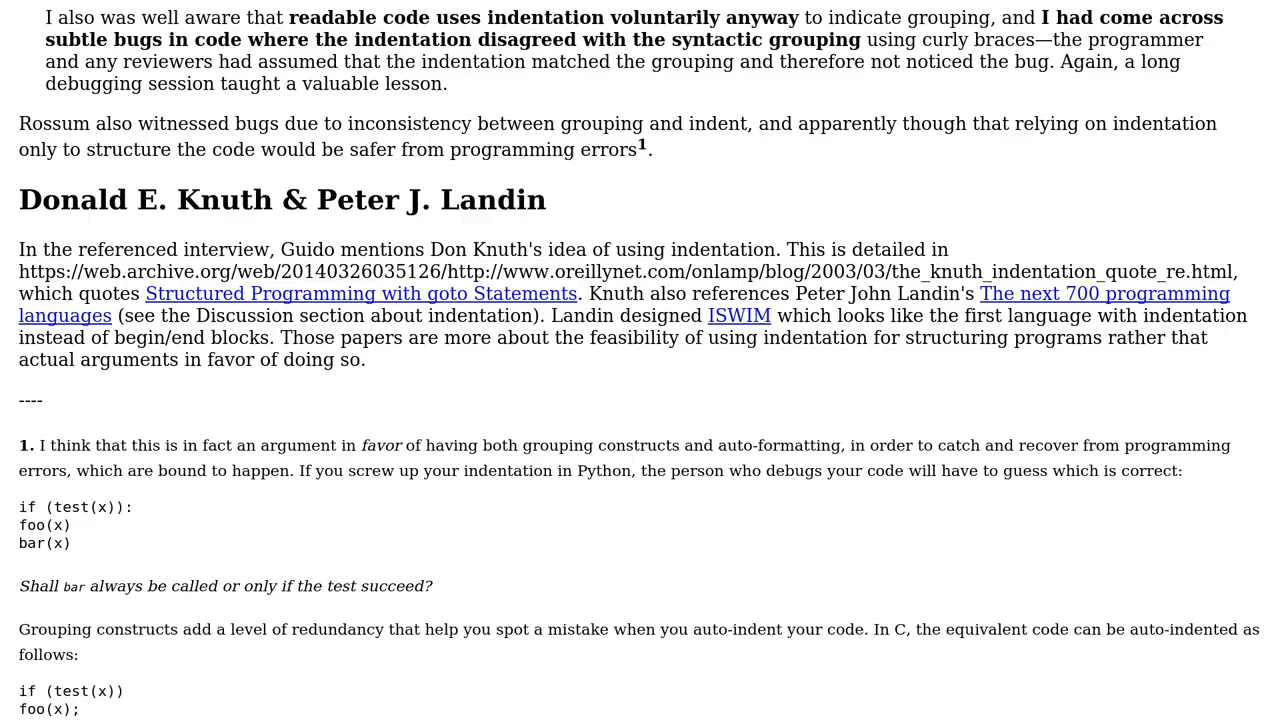 I also was well aware that readable code uses indentation voluntarily anyway to indicate grouping, and I had come across
subtle bugs in code where the indentation disagreed with the syntactic grouping using curly braces—the programmer
and any reviewers had assumed that the indentation matched the grouping and therefore not noticed the bug. Again, a long
debugging session taught a valuable lesson.
Rossum also witnessed bugs due to inconsistency between grouping and indent, and apparently though that relying on indentation
only to structure the code would be safer from programming errors1.
Donald E. Knuth & Peter J. Landin
In the referenced interview, Guido mentions Don Knuth's idea of using indentation. This is detailed in
https://web.archive.org/web/20140326035126/http://www.oreillynet.com/onlamp/blog/2003/03/the_knuth_indentation_quote_re.html,
which quotes Structured Programming with goto Statements. Knuth also references Peter John Landin's The next 700 programming
languages (see the Discussion section about indentation). Landin designed ISWIM which looks like the first language with indentation
instead of begin/end blocks. Those papers are more about the feasibility of using indentation for structuring programs rather that
actual arguments in favor of doing so.
----
1. I think that this is in fact an argument in favor of having both grouping constructs and auto-formatting, in order to catch and recover from programming
errors, which are bound to happen. If you screw up your indentation in Python, the person who debugs your code will have to guess which is correct:
if (test(x)):
foo(x)
bar(x)
Shall bar always be called or only if the test succeed?
Grouping constructs add a level of redundancy that help you spot a mistake when you auto-indent your code. In C, the equivalent code can be auto-indented as
follows:
if (test(x))
foo(x);